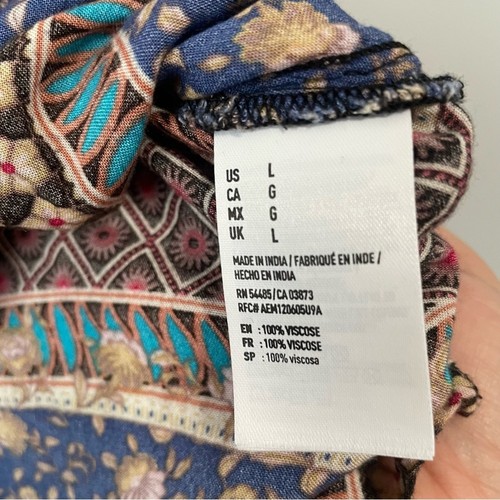 US L
CA G
MX G
UK L
MADE IN INDIA / FABRIQUÉ EN INDE /
HECHO EN INDIA
RN 54485 / CA 03873
RFC# AEM120605U9A
EN : 100% VISCOSE
FR : 100% VISCOSE
SP : 100% viscosa